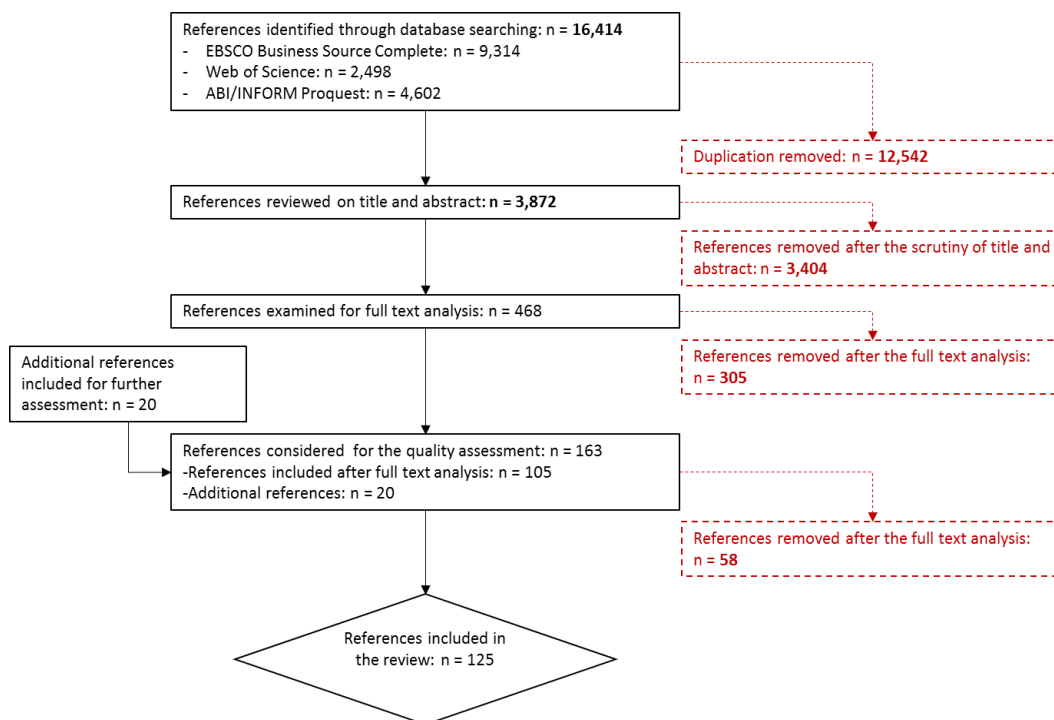 References identified through database searching: n = 16,414
- EBSCO Business Source Complete: n = 9,314
- Web of Science: n = 2,498
- ABI/INFORM Proquest: n = 4,602
Duplication removed: n = 12,542
References reviewed on title and abstract: n = 3,872
References removed after the scrutiny of title and
abstract: n = 3,404
References examined for full text analysis: n = 468
References removed after the full text analysis:
n = 305
Additional references
included for further
assessment: n = 20
References considered for the quality assessment: n = 163
-References included after full text analysis: n = 105
-Additional references: n = 20
References removed after the full text analysis:
n = 58
References included in
the review: n = 125